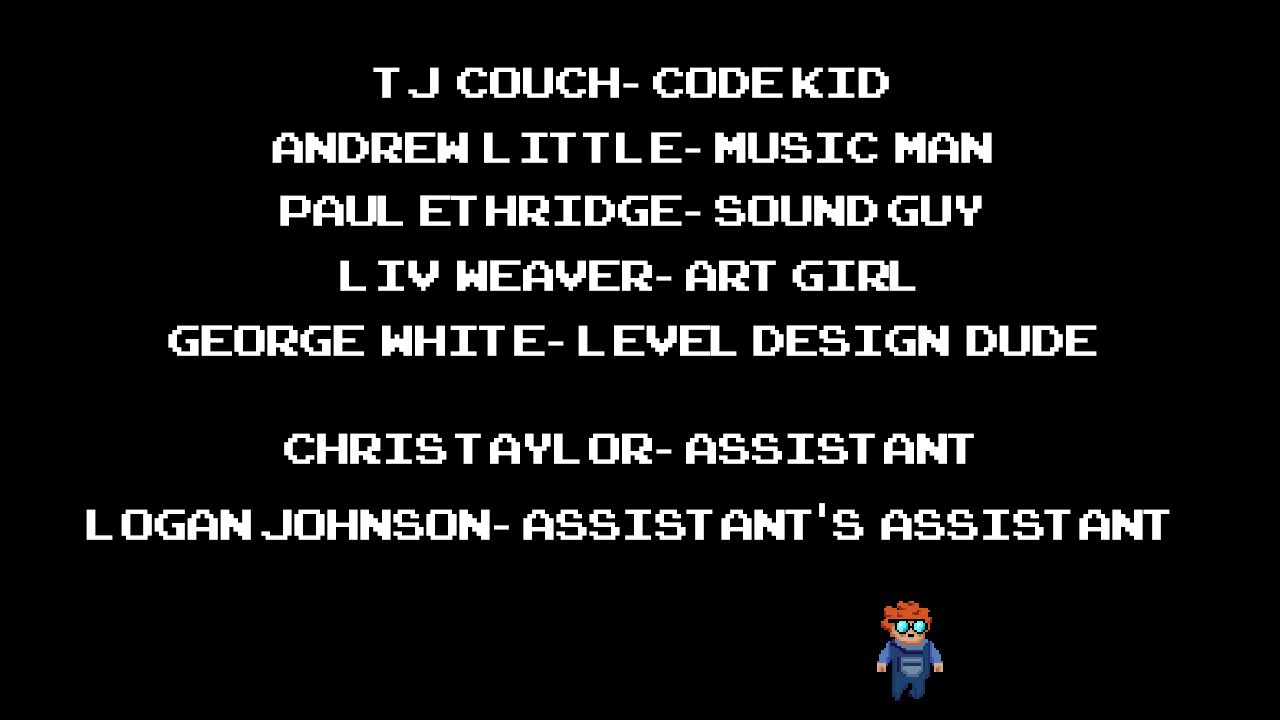 TJ COUCH- CODE KID
ANDREW LITTLE- MUSIC MAN
PAUL ETHRIDGE- SOUND GUY
LIV WEAVER- ART GIRL
GEORGE WHITE- LEVEL DESIGN DUDE
CHRIS TAYLOR- ASSISTANT
LOGAN JOHNSON- ASSISTANT'S ASSISTANT